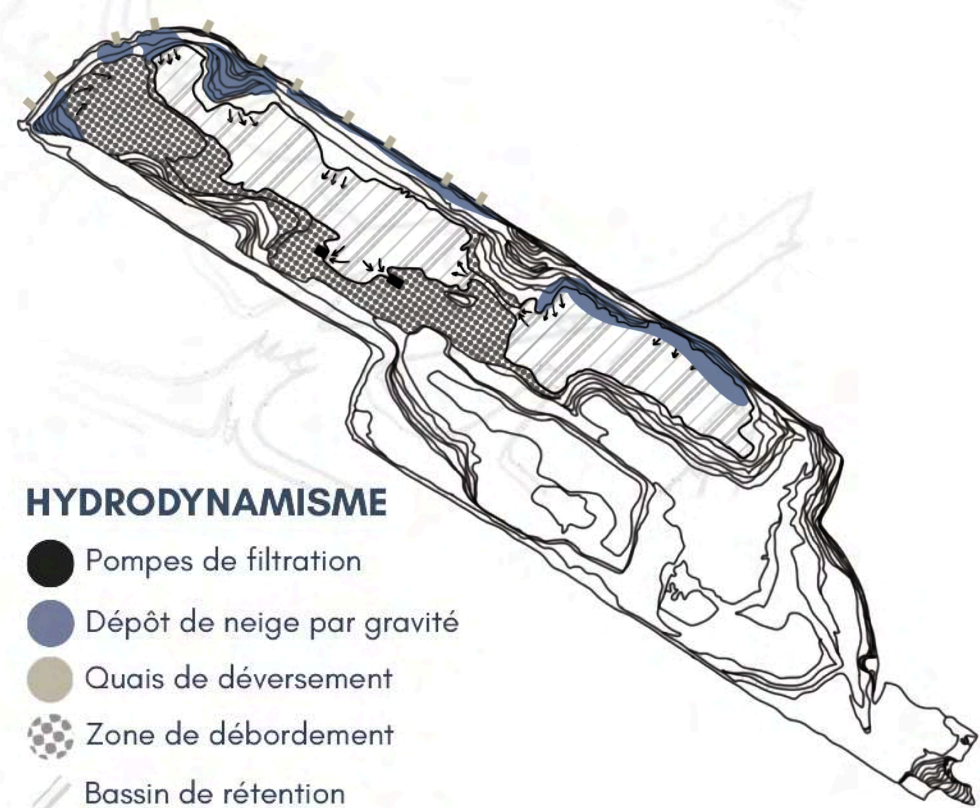 HYDRODYNAMISME
Pompes de filtration
Dépôt de neige par gravité
Quais de déversement
Zone de débordement
Bassin de rétention